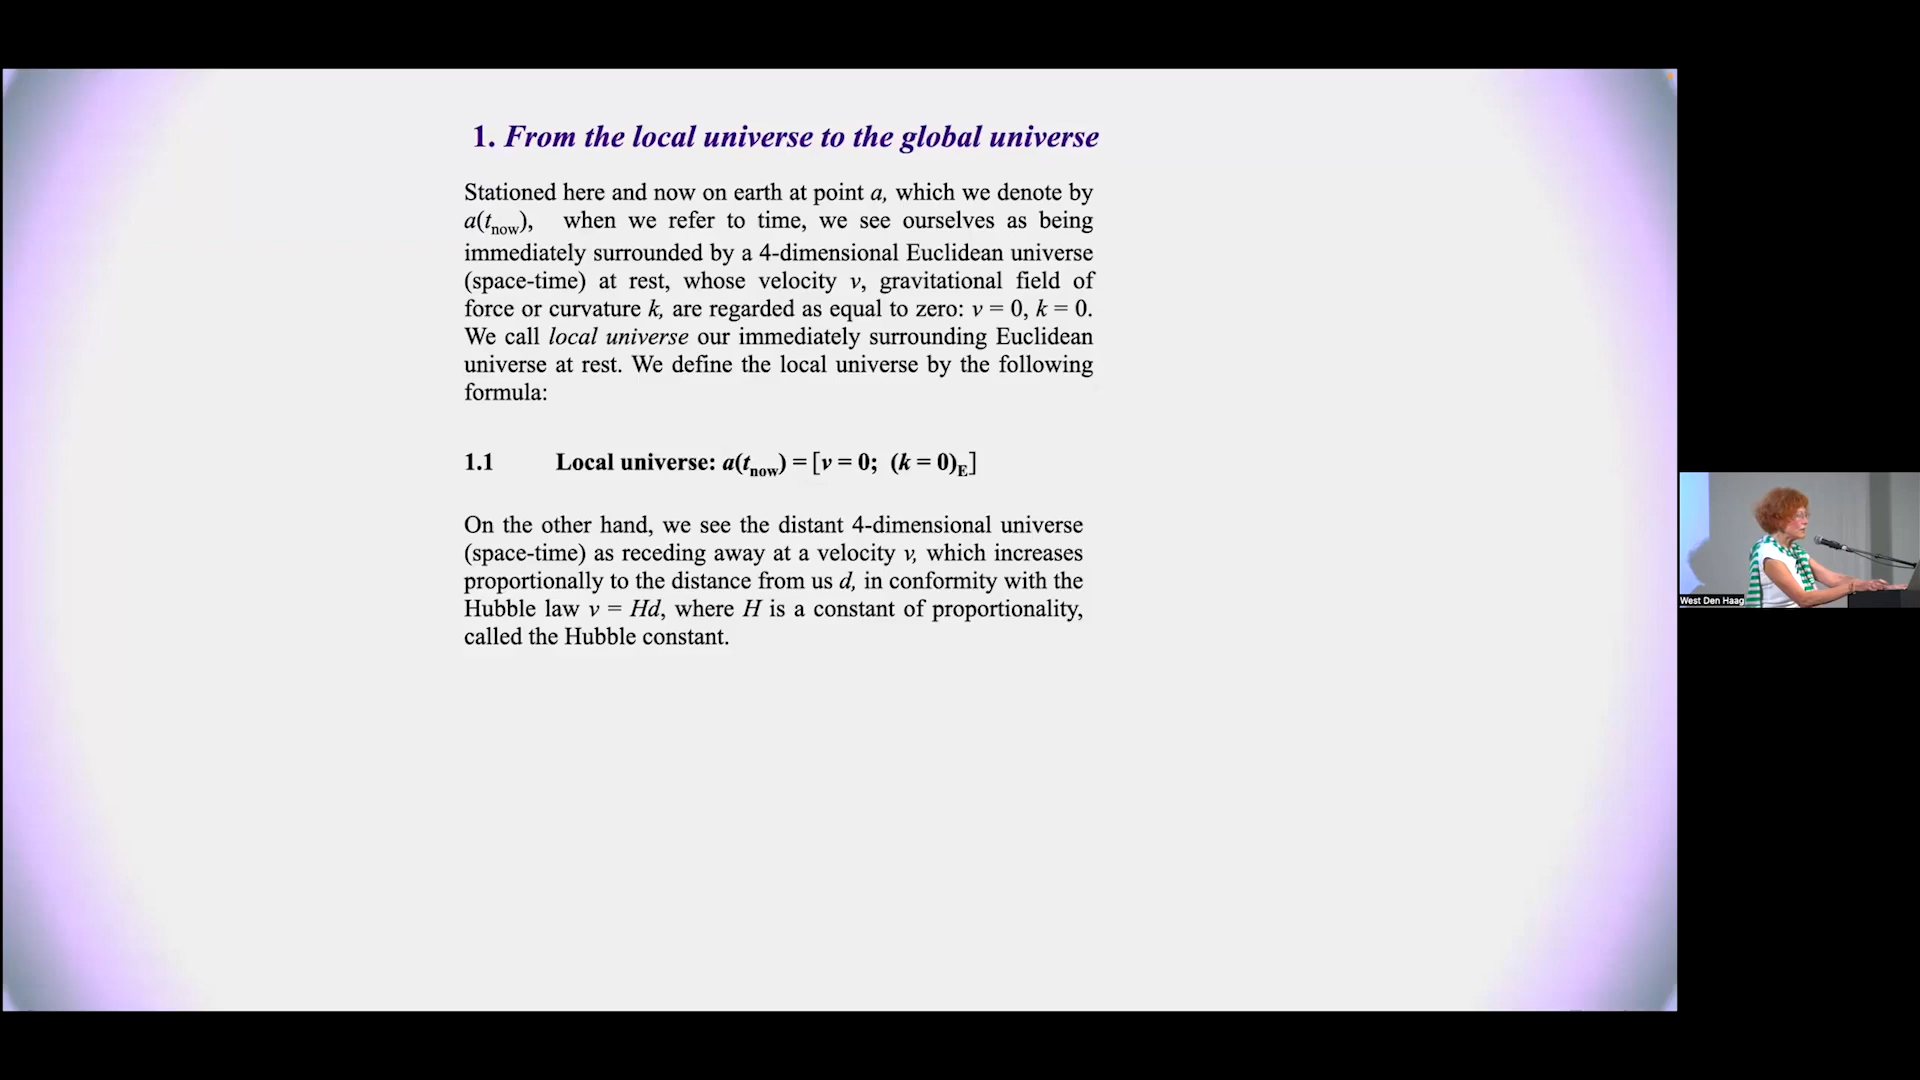 1. From the local universe to the global universe
Stationed here and now on earth at point a, which we denote by
a(tnow), when we refer to time, we see ourselves as being
immediately surrounded by a 4-dimensional Euclidean universe
(space-time) at rest, whose velocity v, gravitational field of
force or curvature k, are regarded as equal to zero: v = 0, k = 0.
We call local universe our immediately surrounding Euclidean
universe at rest. We define the local universe by the following
formula:
1.1 Local universe: a(tnow) = [v = 0; (k = 0)E]
On the other hand, we see the distant 4-dimensional universe
(space-time) as receding away at a velocity v, which increases
proportionally to the distance from us d, in conformity with the
Hubble law v = Hd, where H is a constant of proportionality,
called the Hubble constant.
West Den Haag